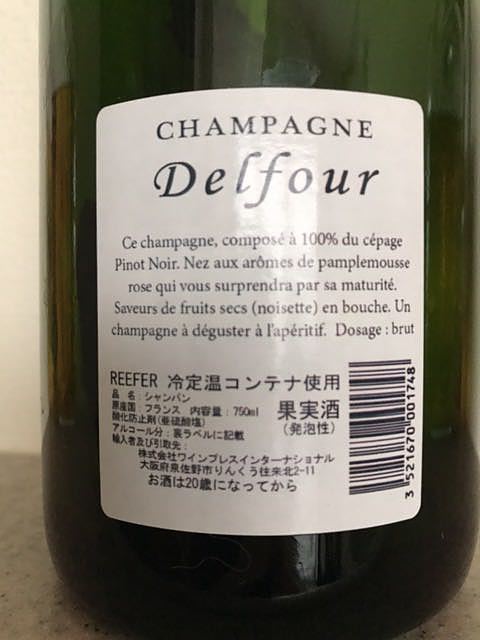 CHAMPAGNE
Delfour
Ce champagne, composé à 100% du cépage
Pinot Noir. Nez aux arômes de pamplemousse
rose qui vous surprendra par sa maturité.
Saveurs de fruits secs (noisette) en bouche. Un
champagne à déguster à l'apéritif. Dosage : brut
REEFER 冷定温コンテナ使用
品 名:シャンパン
原産国:フランス 内容量:750ml 果実酒
酸化防止剤(亜硫酸塩) (発泡性)
アルコール分:裏ラベルに記載
輸入者及び引取先:
株式会社ワインプレスインターナショナル
大阪府泉佐野市りんくう往来北2-11
お酒は20歳になってから
3 521670 001748